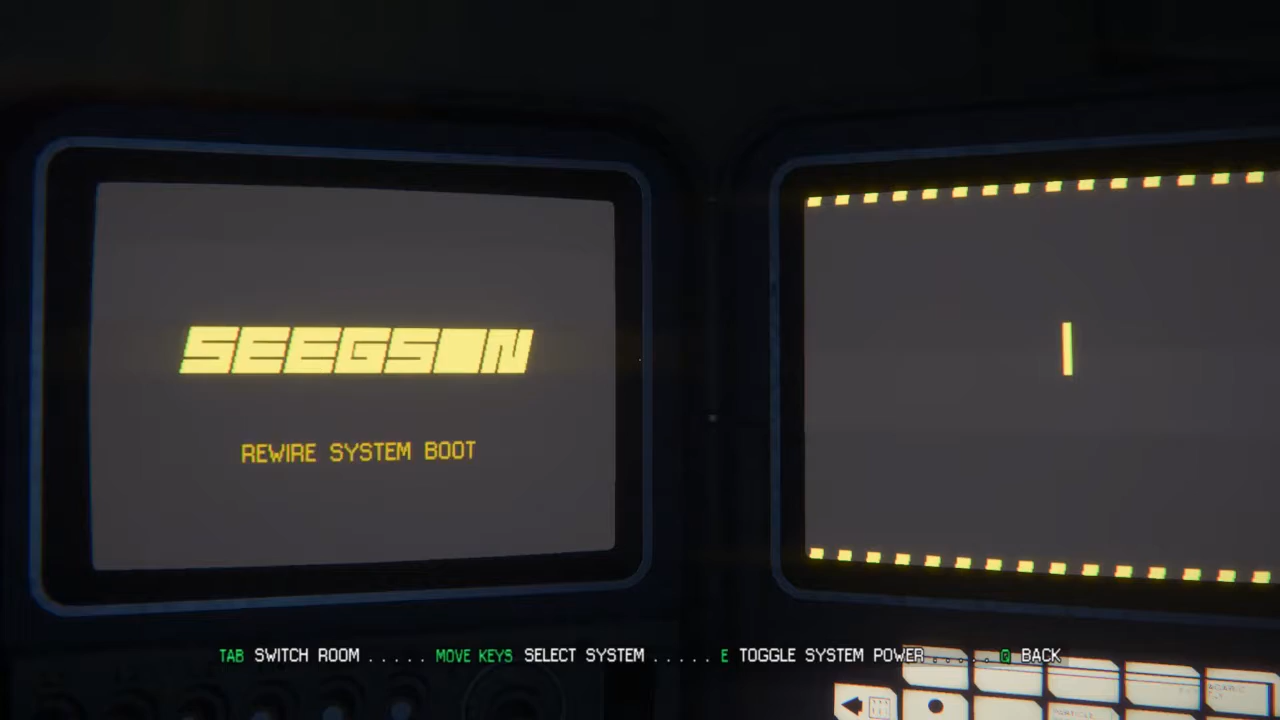 SEEGSON
REWIRE SYSTEM BOOT
TAB SWITCH ROOM ..... MOVE KEYS SELECT SYSTEM ..... E TOGGLE SYSTEM POWER ..... Q BACK